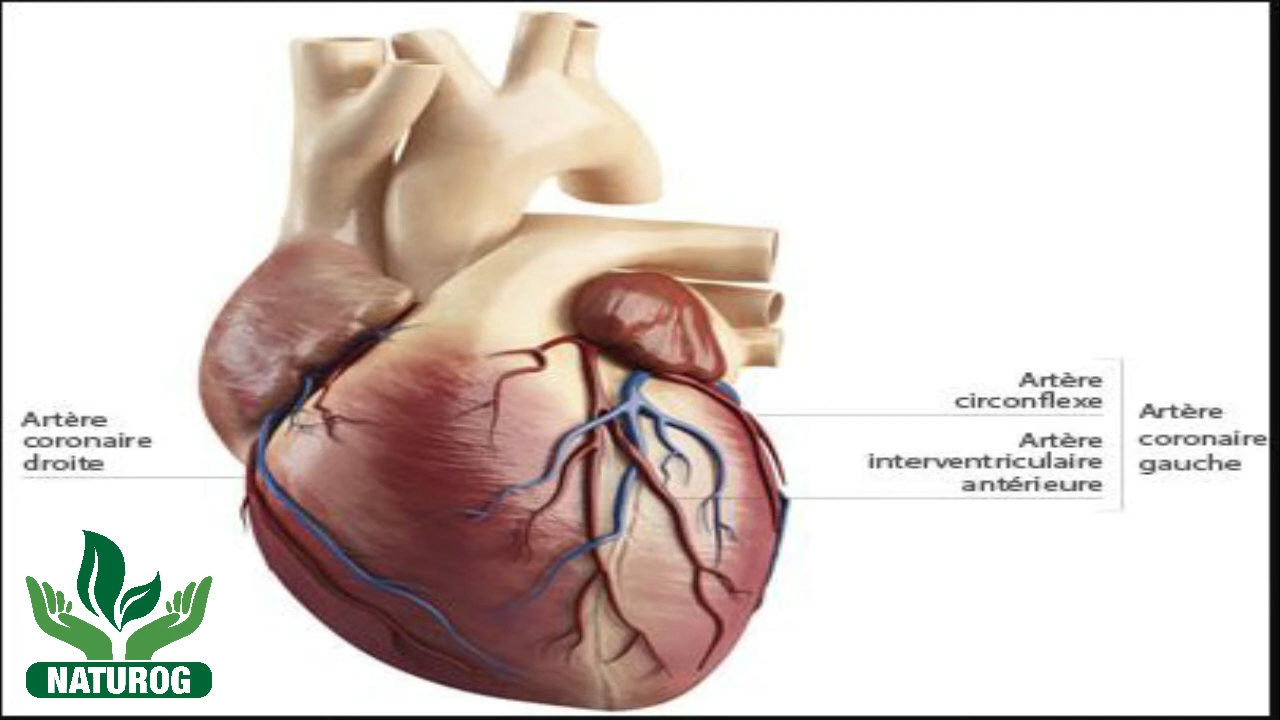 Artère
coronaire
droite
Artère
circonflexe
Artère
interventriculaire
antérieure
Artère
coronaire
gauche
NATUROG